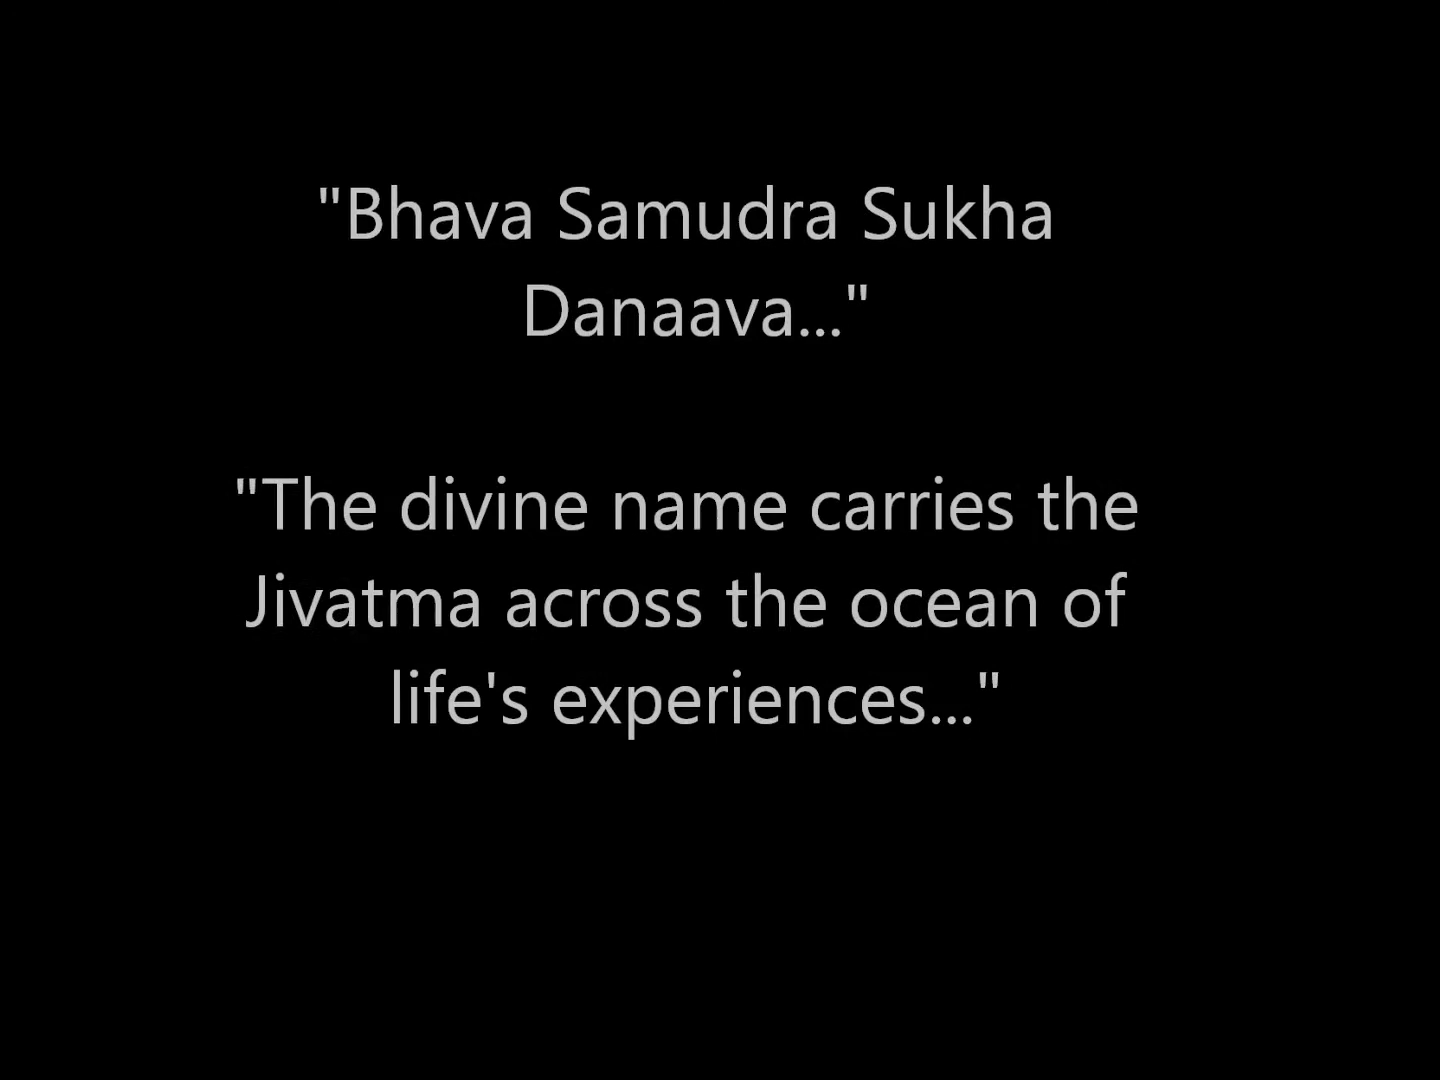 "Bhava Samudra Sukha
Danaava..."
"The divine name carries the
Jivatma across the ocean of
life's experiences..."